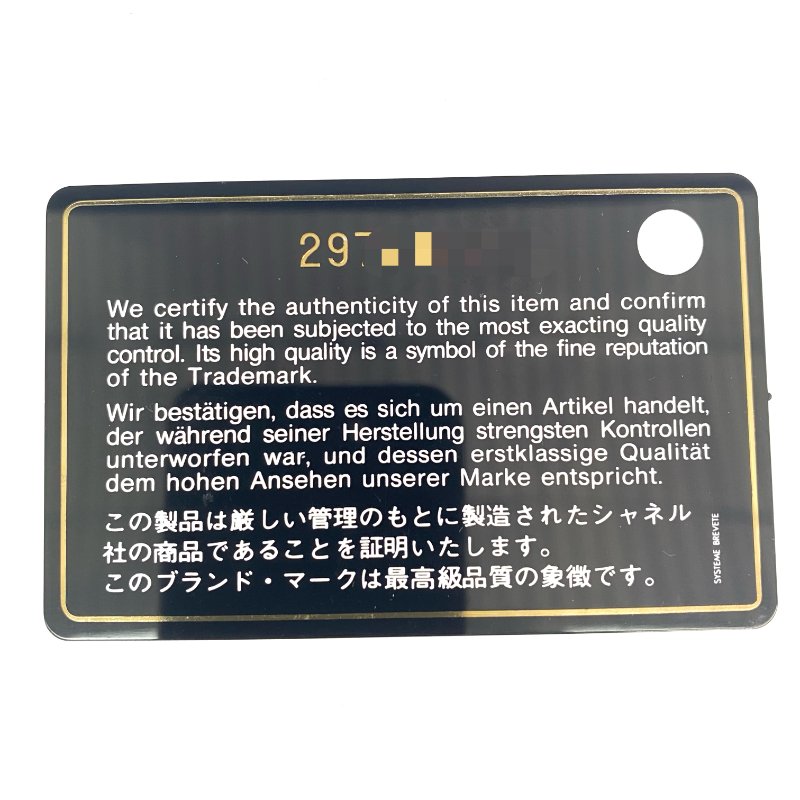 297
We certify the authenticity of this item and confirm
that it has been subjected to the most exacting quality
control. Its high quality is a symbol of the fine reputation
of the Trademark.
Wir bestätigen, dass es sich um einen Artikel handelt,
der während seiner Herstellung strengsten Kontrollen
unterworfen war, und dessen erstklassige Qualität
dem hohen Ansehen unserer Marke entspricht.
この製品は厳しい管理のもとに製造されたシャネル
社の商品であることを証明いたします。
このブランド・マークは最高級品質の象徴です。
SYSTEME BREVETE